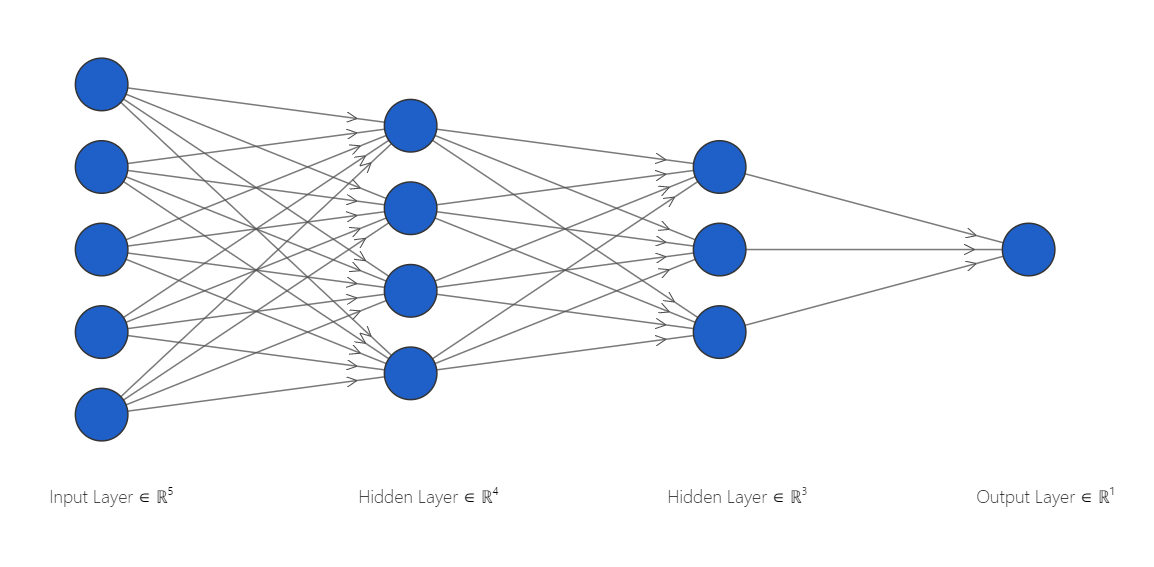 Input Layer ∈ ℝ⁵
Hidden Layer ∈ ℝ⁴
Hidden Layer ∈ ℝ³
Output Layer ∈ ℝ¹